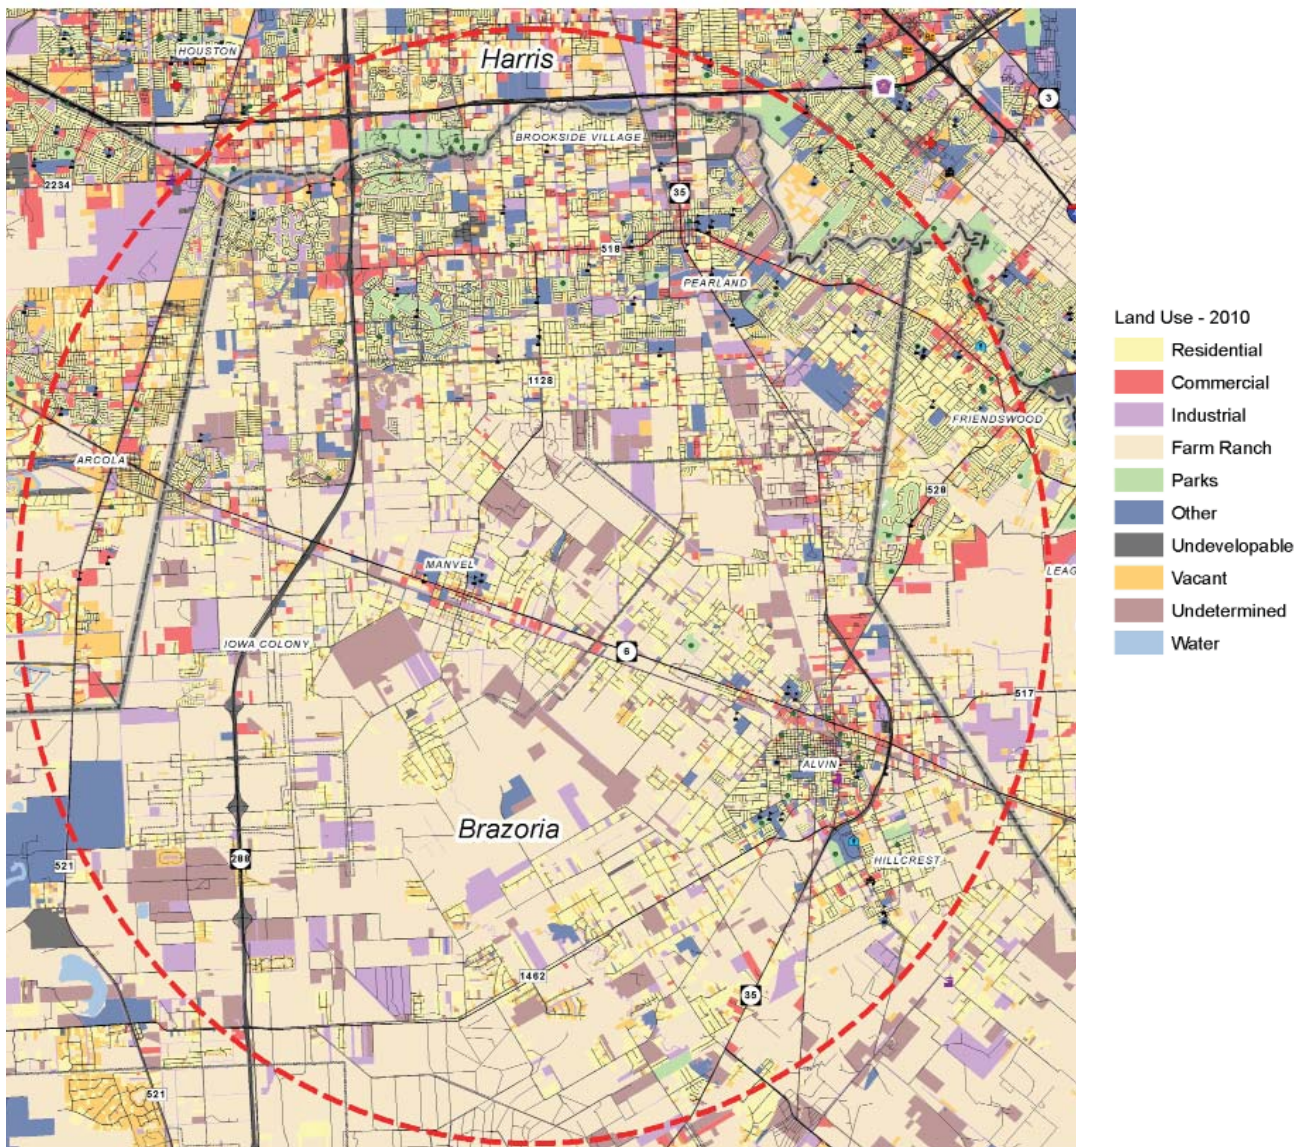 HOUSTON
Harris
3
BROOKSIDE VILLAGE
2234
35
518
PEARLAND
1128
FRIENDSWOOD
ARCOLA
528
MANVEL
LEAG
IOWA COLONY
6
517
ALVIN
Brazoria
288
521
HILLCREST
1462
35
521
Land Use - 2010
Residential
Commercial
Industrial
Farm Ranch
Parks
Other
Undevelopable
Vacant
Undetermined
Water